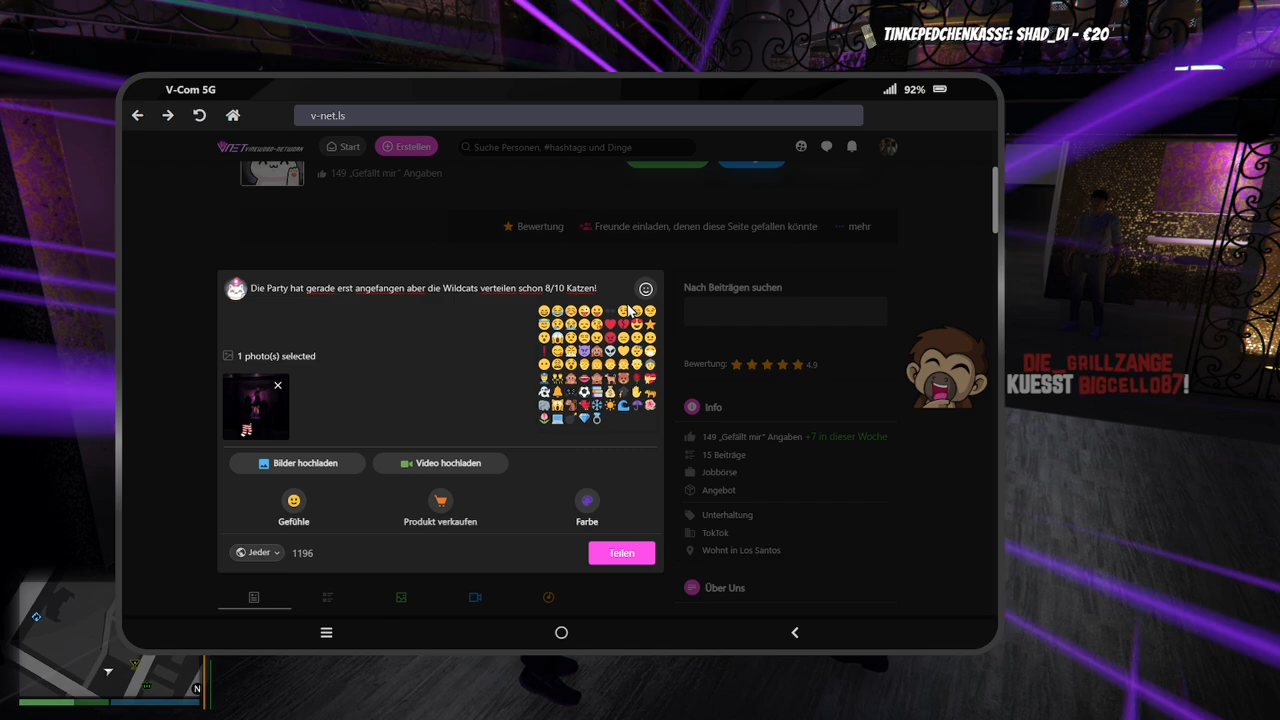 TINKEPEDCHENKASSE: SHAD_DI - €20
V-Com 5G
92%
v-net.ls
VNET VINEWOOD-NETWORK
Start
Erstellen
Suche Personen, #hashtags und Dinge
149 „Gefällt mir“ Angaben
Bewertung
Freunde einladen, denen diese Seite gefallen könnte
mehr
Die Party hat gerade erst angefangen aber die Wildcats verteilen schon 8/10 Katzen!
1 photo(s) selected
Bilder hochladen
Video hochladen
Gefühle
Produkt verkaufen
Farbe
Jeder
1196
Teilen
Nach Beiträgen suchen
Bewertung:
4.9
Info
149 „Gefällt mir“ Angaben +7 in dieser Woche
15 Beiträge
Jobbörse
Angebot
Unterhaltung
TokTok
Wohnt in Los Santos
Über Uns
DIE_GRILLZANGE
KUESST BIGCELLO87!
N